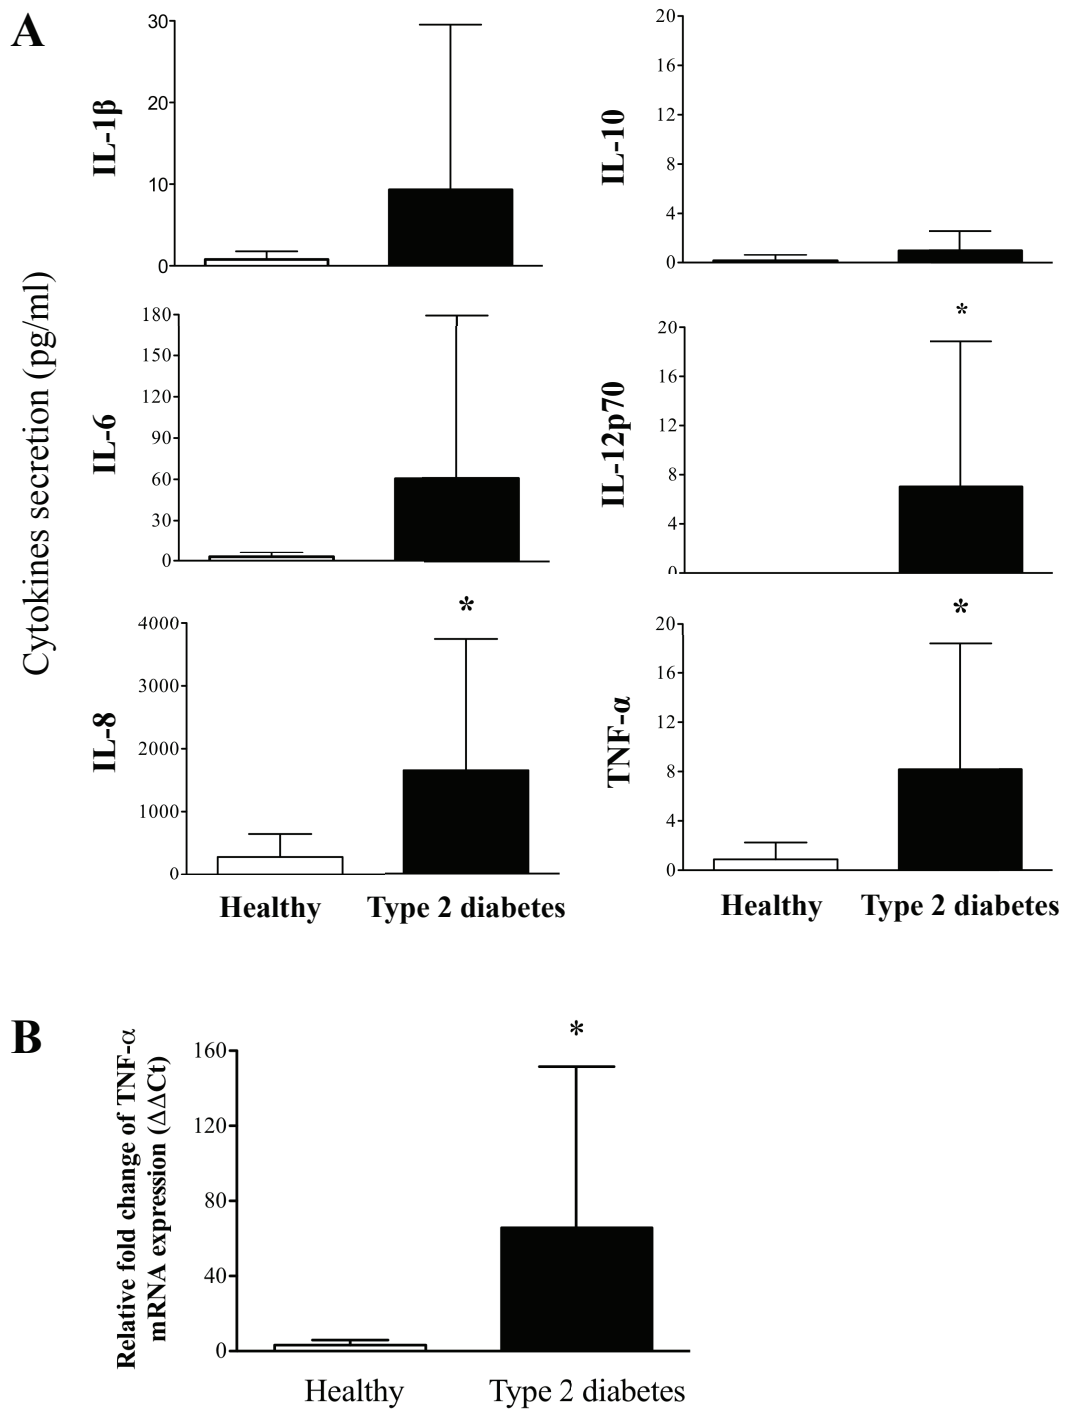 A
Cytokines secretion (pg/ml)
IL-1β
30
20
10
0
IL-10
20
16
12
8
4
0
IL-6
180
150
120
90
60
30
0
IL-12p70
*
20
16
12
8
4
0
IL-8
*
4000
3000
2000
1000
0
Healthy
Type 2 diabetes
TNF-α
*
20
16
12
8
4
0
Healthy
Type 2 diabetes
B
Relative fold change of TNF-α
mRNA expression (ΔΔCt)
*
160
120
80
40
0
Healthy
Type 2 diabetes